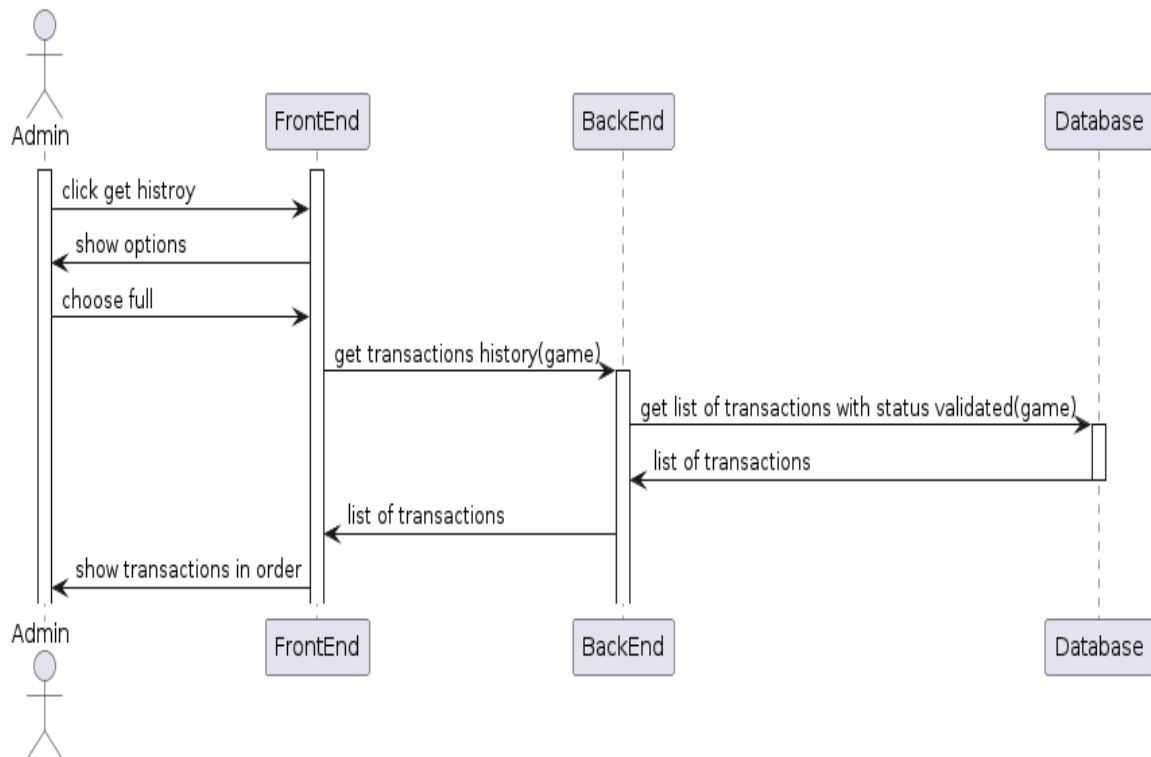 Admin
FrontEnd
BackEnd
Database
click get histroy
show options
choose full
get transactions history(game)
get list of transactions with status validated(game)
list of transactions
list of transactions
show transactions in order
Admin
FrontEnd
BackEnd
Database